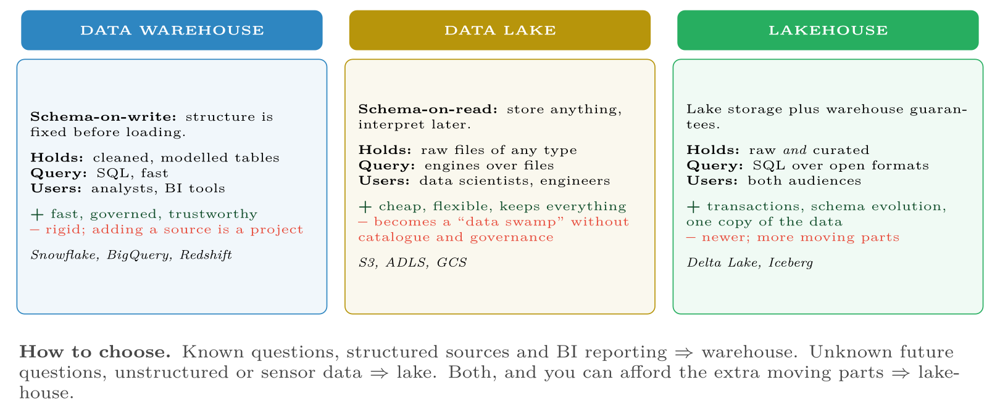 DATA WAREHOUSE
Schema-on-write: structure is
fixed before loading.
Holds: cleaned, modelled tables
Query: SQL, fast
Users: analysts, BI tools
+ fast, governed, trustworthy
– rigid; adding a source is a project
Snowflake, BigQuery, Redshift
DATA LAKE
Schema-on-read: store anything,
interpret later.
Holds: raw files of any type
Query: engines over files
Users: data scientists, engineers
+ cheap, flexible, keeps everything
– becomes a “data swamp” without
catalogue and governance
S3, ADLS, GCS
LAKEHOUSE
Lake storage plus warehouse guaran-
tees.
Holds: raw and curated
Query: SQL over open formats
Users: both audiences
+ transactions, schema evolution,
one copy of the data
– newer; more moving parts
Delta Lake, Iceberg
How to choose. Known questions, structured sources and BI reporting ⇒ warehouse. Unknown future
questions, unstructured or sensor data ⇒ lake. Both, and you can afford the extra moving parts ⇒ lake-
house.